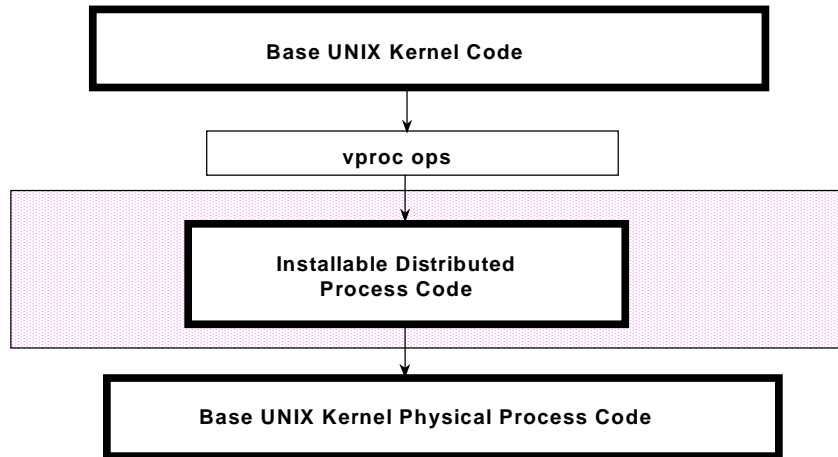 Base UNIX Kernel Code
vproc ops
Installable Distributed
Process Code
Base UNIX Kernel Physical Process Code